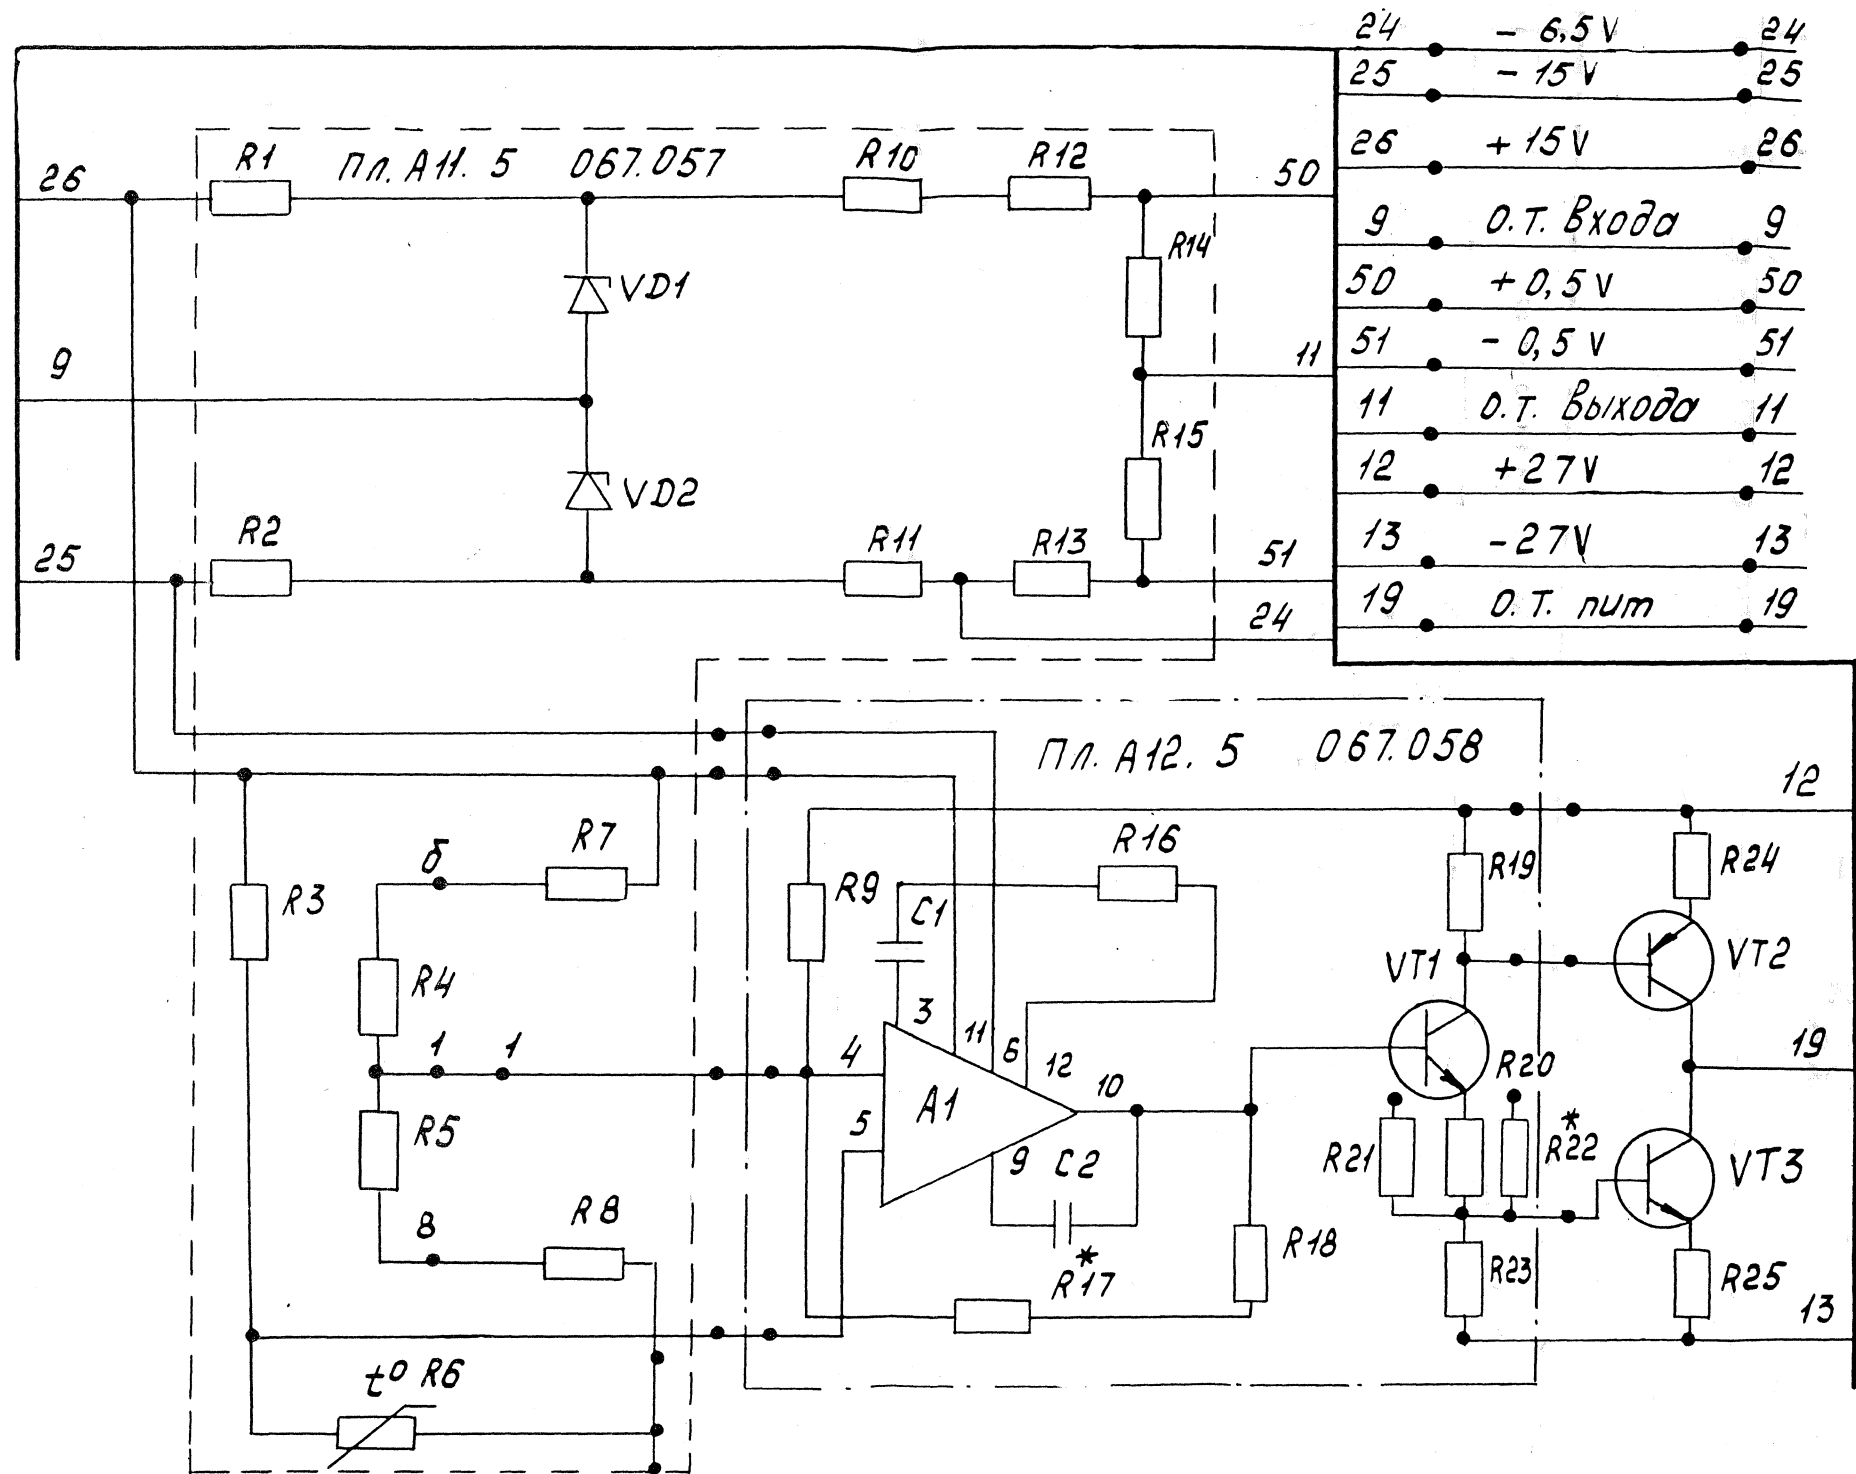 24 - 6,5 V 24
25 - 15 V 25
26 + 15 V 26
9 О.Т. Входа 9
50 + 0,5 V 50
51 - 0,5 V 51
11 О.Т. Выхода 11
12 +27V 12
13 -27V 13
19 О.Т. пит 19
26
R1
Пл. А11. 5 067.057
R10
R12
50
R14
VD1
9
11
R15
VD2
25
R2
R11
R13
51
24
Пл. А12. 5 067.058
12
R7
б
R3
R9
C1
R16
R19
R24
R4
VT1
VT2
1
1
4
3
11
6
12
10
19
A1
R20
R5
5
9
C2
R21
*
R22
VT3
8
R8
*
R17
R18
R23
R25
13
t° R6